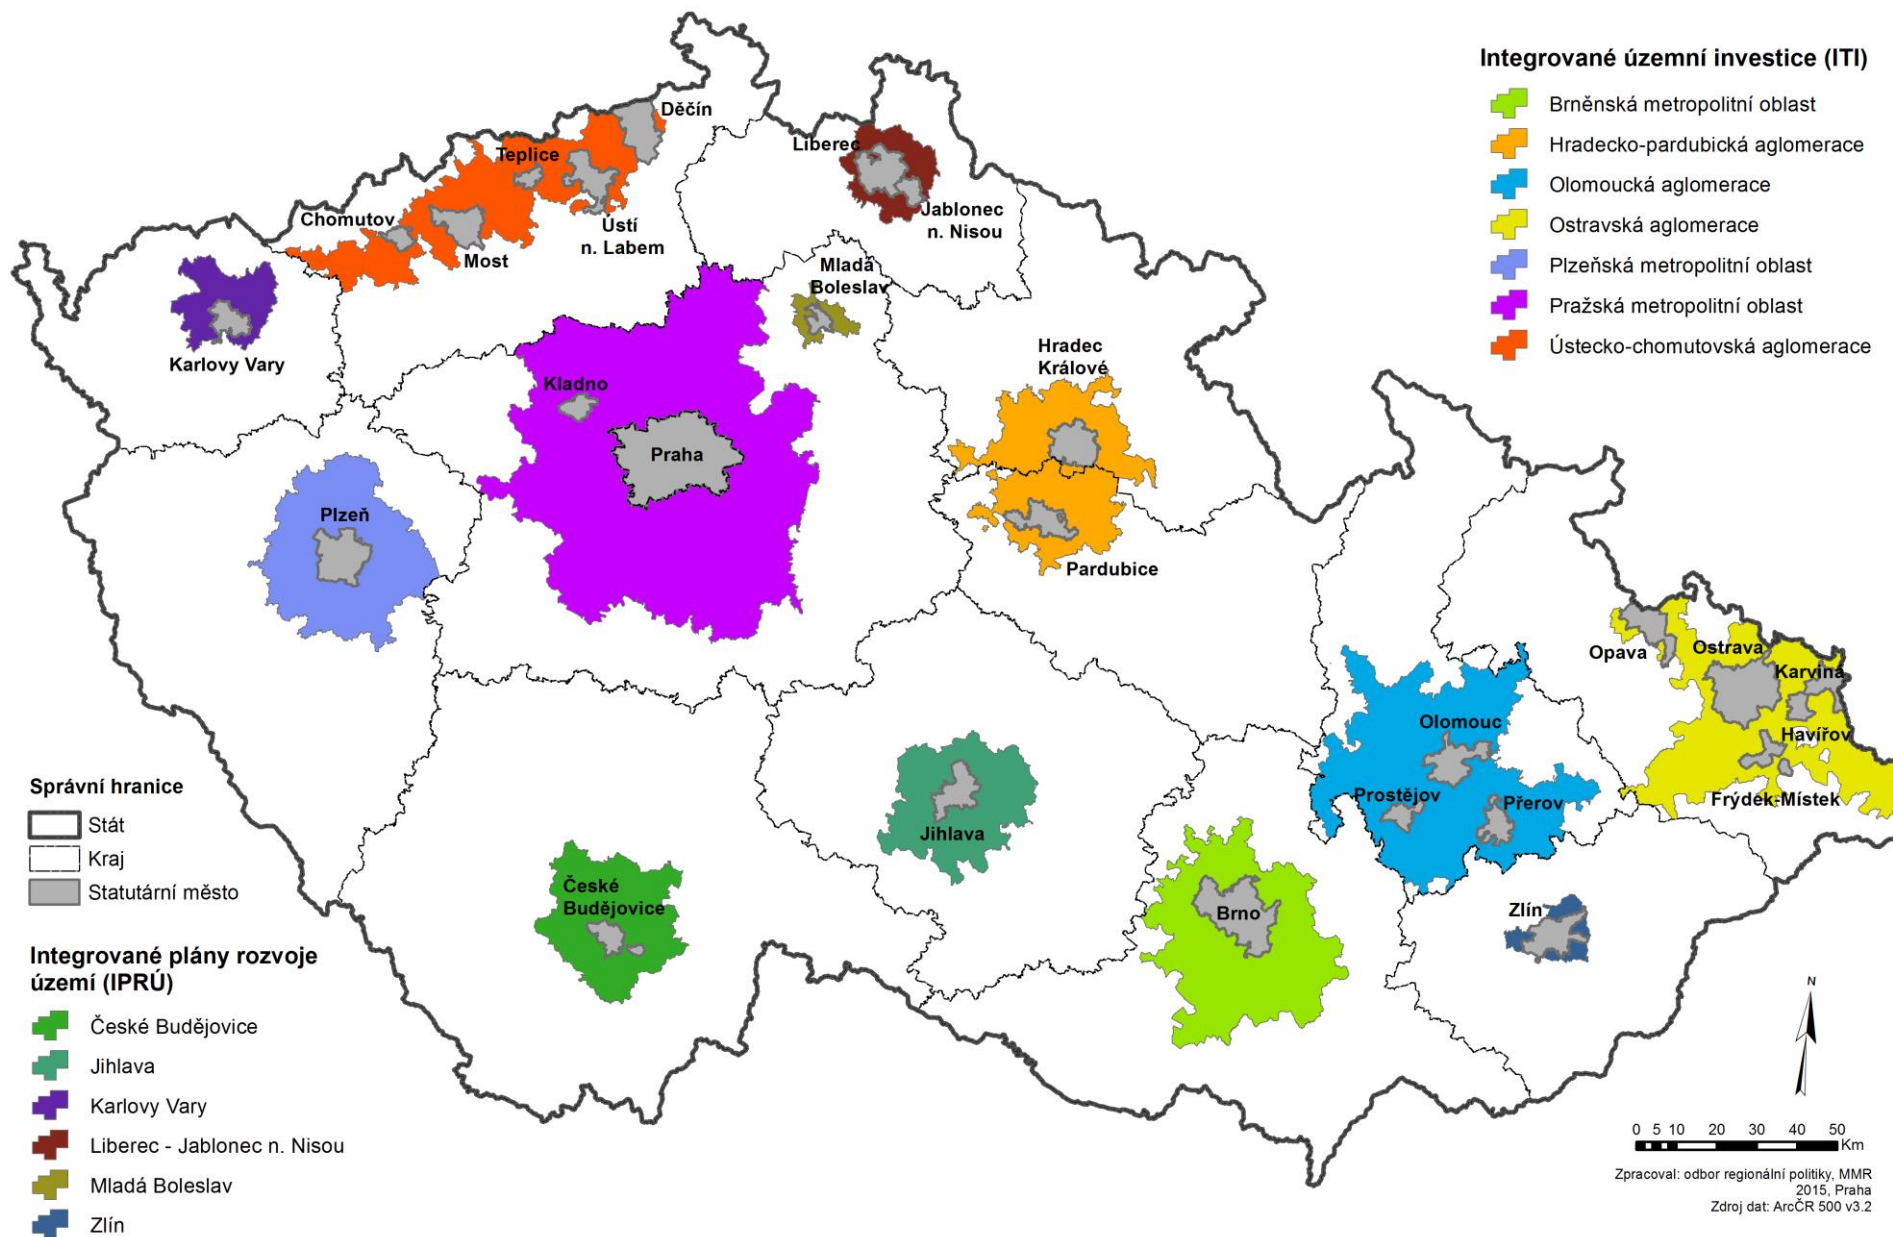 Integrované územní investice (ITI)
Brněnská metropolitní oblast
Hradecko-pardubická aglomerace
Olomoucká aglomerace
Ostravská aglomerace
Plzeňská metropolitní oblast
Pražská metropolitní oblast
Ústecko-chomutovská aglomerace
Děčín
Teplice
Liberec
Chomutov
Ústí
n. Labem
Jablonec
n. Nisou
Most
Mladá
Boleslav
Karlovy Vary
Hradec
Králové
Kladno
Praha
Plzeň
Pardubice
Opava
Ostrava
Karviná
Olomouc
Havířov
Prostějov
Přerov
Frýdek-Místek
Jihlava
České
Budějovice
Brno
Zlín
Správní hranice
Stát
Kraj
Statutární město
Integrované plány rozvoje
území (IPRÚ)
České Budějovice
Jihlava
Karlovy Vary
Liberec - Jablonec n. Nisou
Mladá Boleslav
Zlín
N
0 5 10 20 30 40 50
Km
Zpracoval: odbor regionální politiky, MMR
2015, Praha
Zdroj dat: ArcČR 500 v3.2